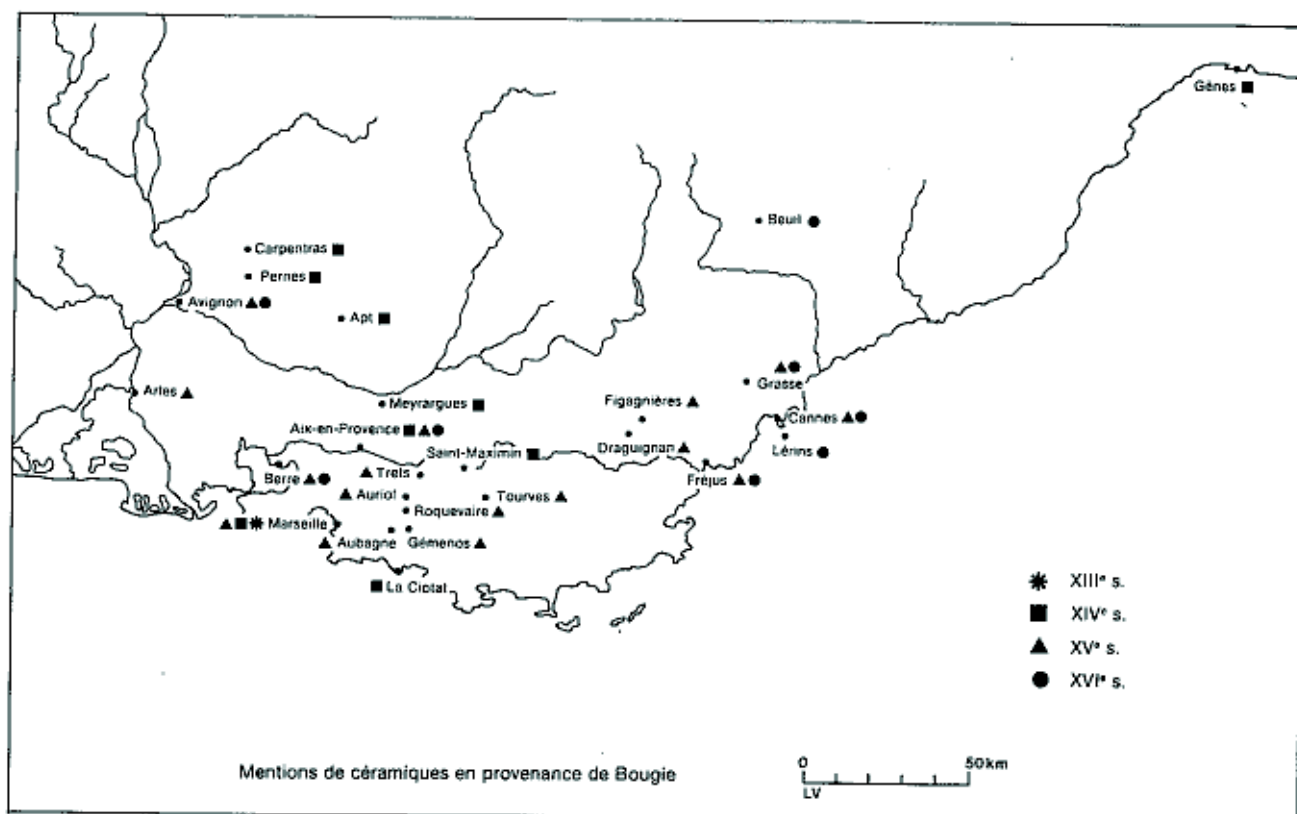 Gênes
Beuil
Carpentras
Pernes
Avignon
Apt
Grasse
Arles
Meyrargues
Figagnières
Cannes
Aix-en-Provence
Draguignan
Lérins
Saint-Maximin
Berre
Trets
Fréjus
Auriol
Tourves
Roquevaire
Marseille
Aubagne
Gémenos
La Ciotat
XIIIe s.
XIVe s.
XVe s.
XVIe s.
Mentions de céramiques en provenance de Bougie
0 50 km
LV